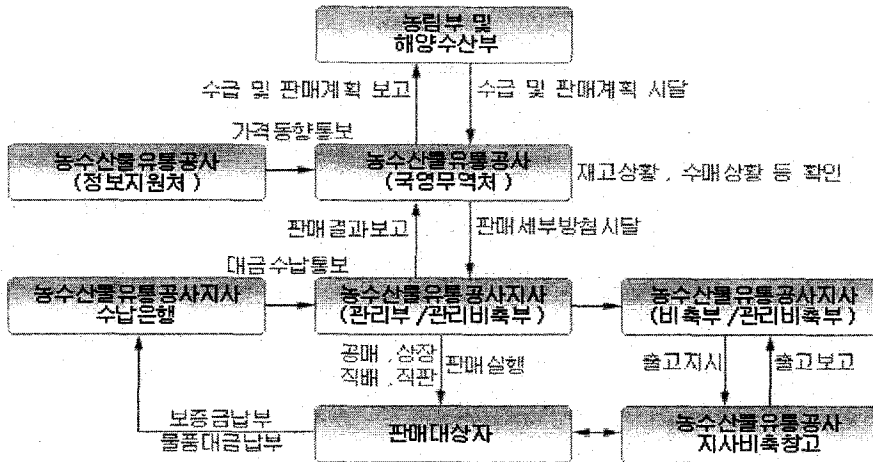 농림부 및
해양수산부
수급 및 판매계획 보고
수급 및 판매계획 시달
가격동향통보
농수산물유통공사
(정보지원처)
농수산물유통공사
(국영무역처)
재고상황 , 수매상황 등 확인
판매결과보고
판매세부방침시달
대금수납통보
농수산물유통공사지사
수납은행
농수산물유통공사지사
(관리부/관리비축부)
농수산물유통공사지사
(비축부/관리비축부)
공매 , 상장
직배 , 직판
판매실행
출고지시
출고보고
보증금납부
물품대금납부
판매대상자
농수산물유통공사
지사비축창고